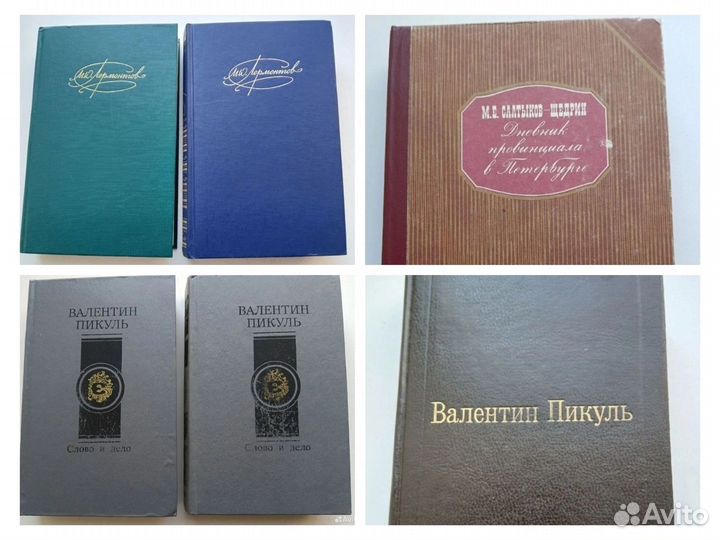 М.Ю.Лермонтов
М.Ю.Лермонтов
М.Е. САЛТЫКОВ-ЩЕДРИН
Дневник
провинциала
в Петербурге
ВАЛЕНТИН
ПИКУЛЬ
Слово и дело
ВАЛЕНТИН
ПИКУЛЬ
Слово и дело
Валентин Пикуль
Avito